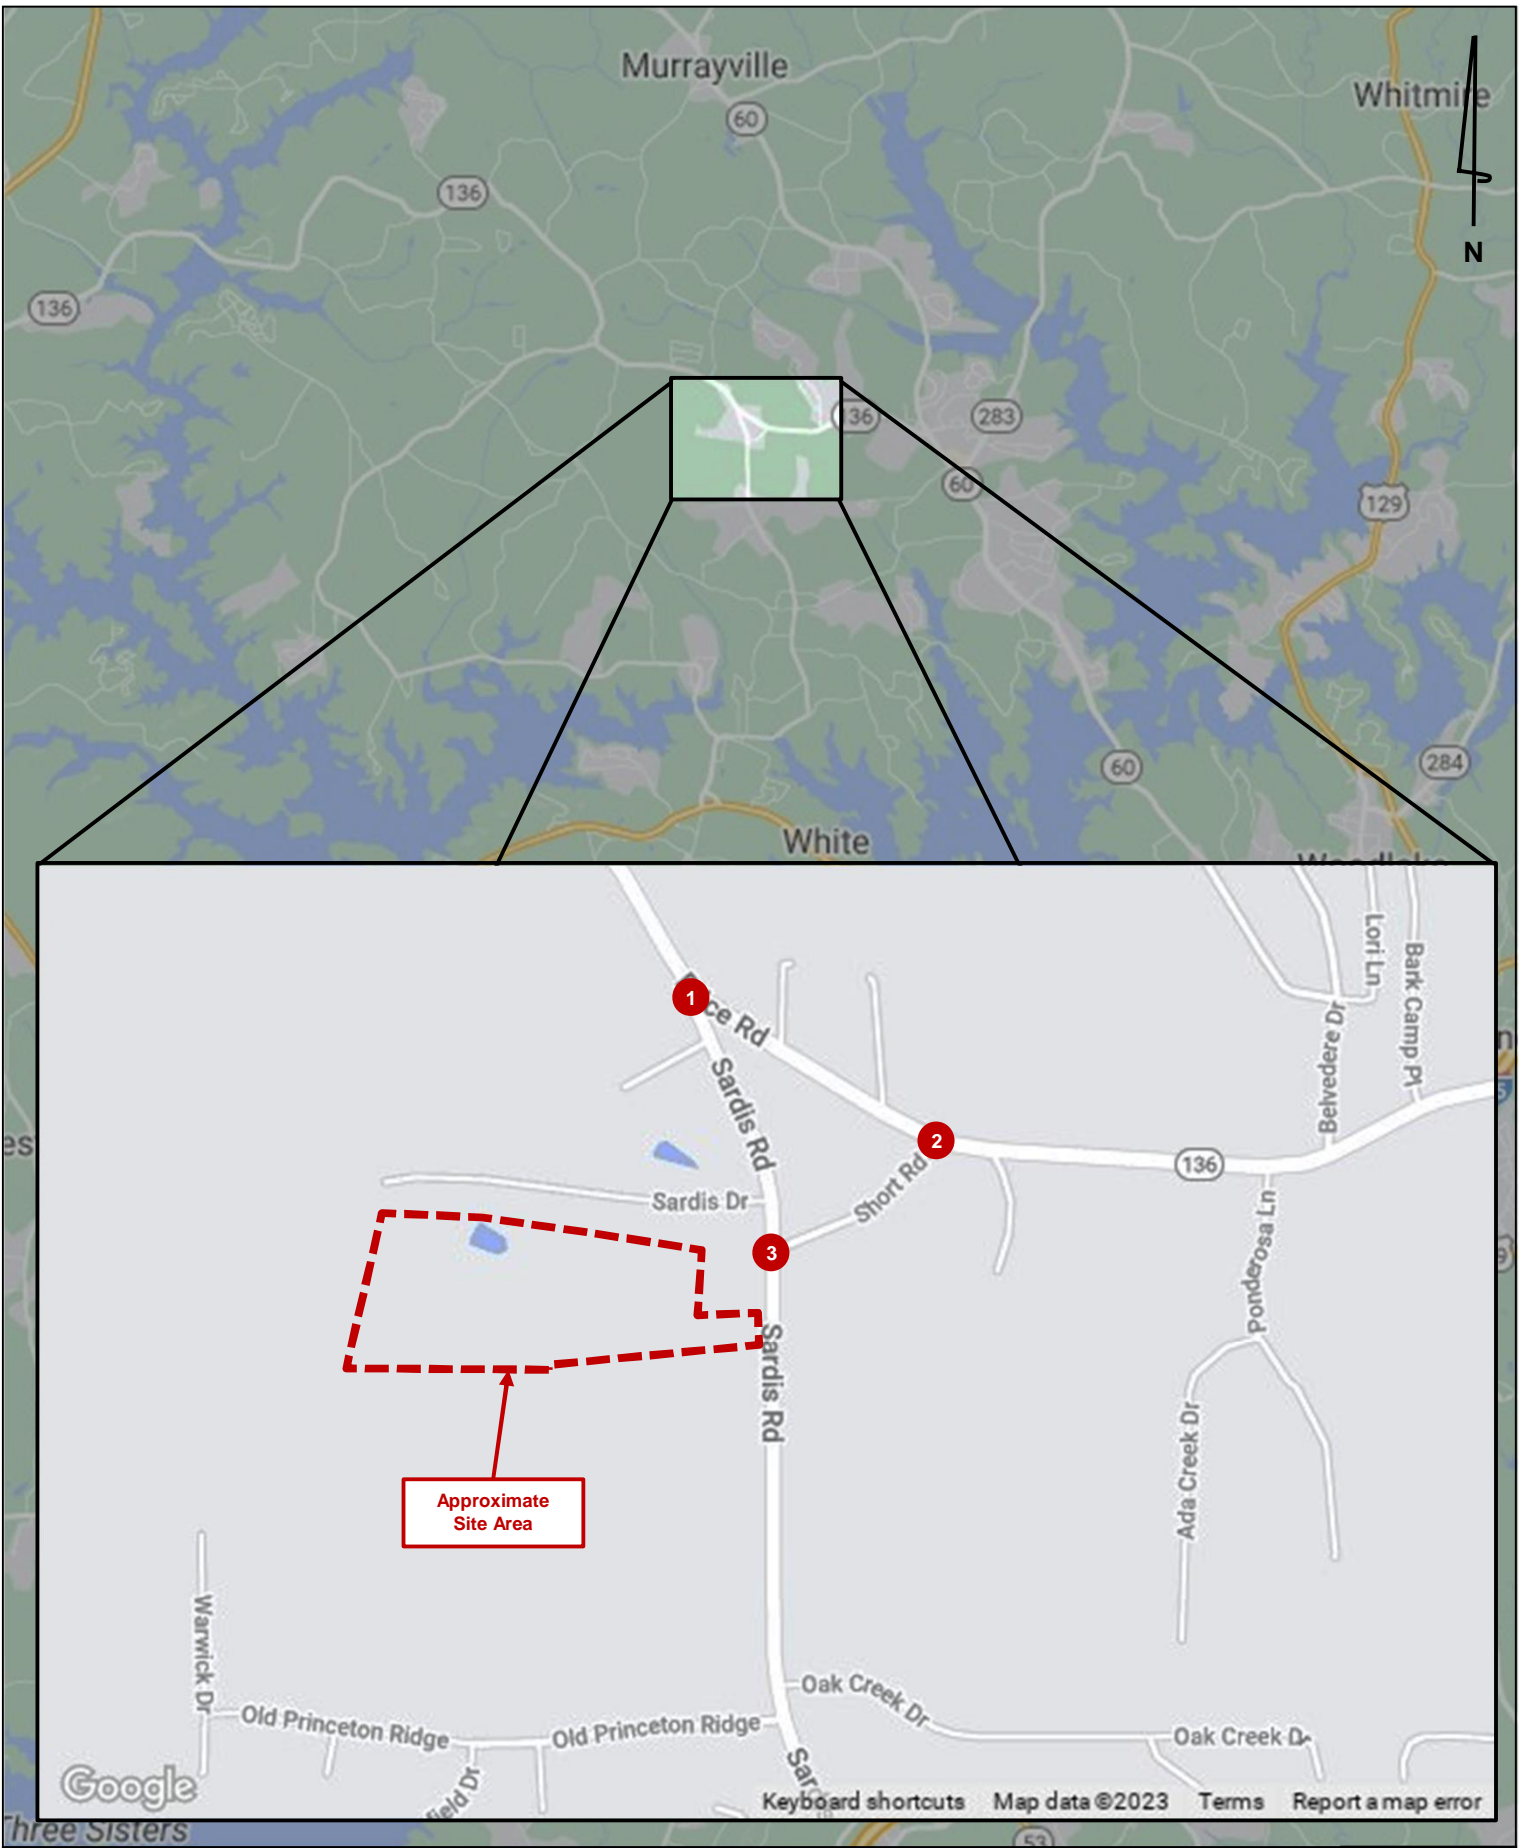 Murrayville
60
Whitmire
136
N
136
136
283
60
129
60
284
White
1
ce Rd
Lori Ln
Bark Camp Pl
Belvedere Dr
Sardis Rd
2
136
Short Rd
Sardis Dr
3
Ponderosa Ln
Sardis Rd
Ada Creek Dr
Approximate
Site Area
Warwick Dr
Old Princeton Ridge
Old Princeton Ridge
Oak Creek Dr
Oak Creek D
field Dr
Google
Keyboard shortcuts
Map data ©2023
Terms
Report a map error
Three Sisters
53